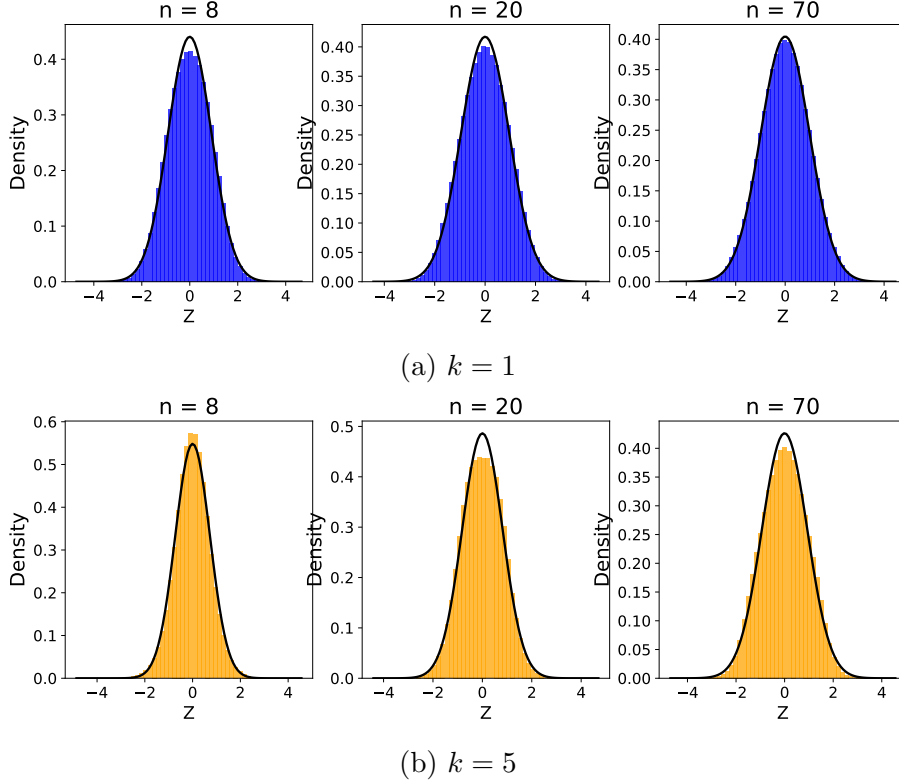 n = 8 n = 20 n = 70
Density 0.0 0.1 0.2 0.3 0.4
Density 0.00 0.05 0.10 0.15 0.20 0.25 0.30 0.35 0.40
Density 0.00 0.05 0.10 0.15 0.20 0.25 0.30 0.35 0.40
−4 −2 0 2 4 −4 −2 0 2 4 −4 −2 0 2 4
Z Z Z
(a) k = 1
n = 8 n = 20 n = 70
Density 0.0 0.1 0.2 0.3 0.4 0.5 0.6
Density 0.0 0.1 0.2 0.3 0.4 0.5
Density 0.00 0.05 0.10 0.15 0.20 0.25 0.30 0.35 0.40
−4 −2 0 2 4 −4 −2 0 2 4 −4 −2 0 2 4
Z Z Z
(b) k = 5